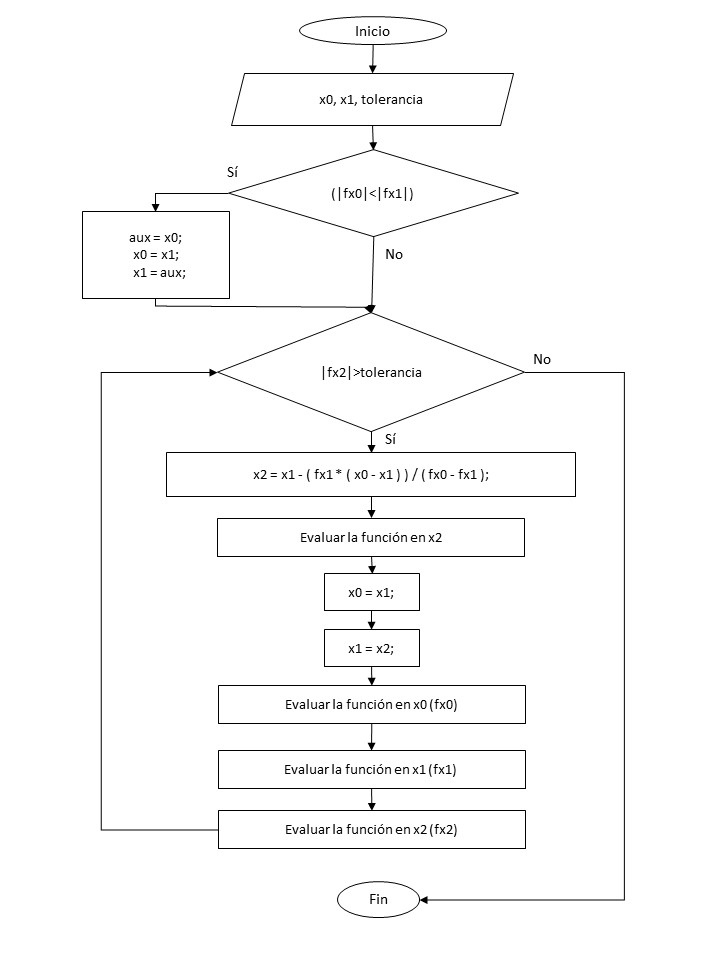 Inicio
x0, x1, tolerancia
Sí
(|fx0|<|fx1|)
aux = x0;
x0 = x1;
x1 = aux;
No
|fx2|>tolerancia
No
Sí
x2 = x1 - ( fx1 * ( x0 - x1 ) ) / ( fx0 - fx1 );
Evaluar la función en x2
x0 = x1;
x1 = x2;
Evaluar la función en x0 (fx0)
Evaluar la función en x1 (fx1)
Evaluar la función en x2 (fx2)
Fin